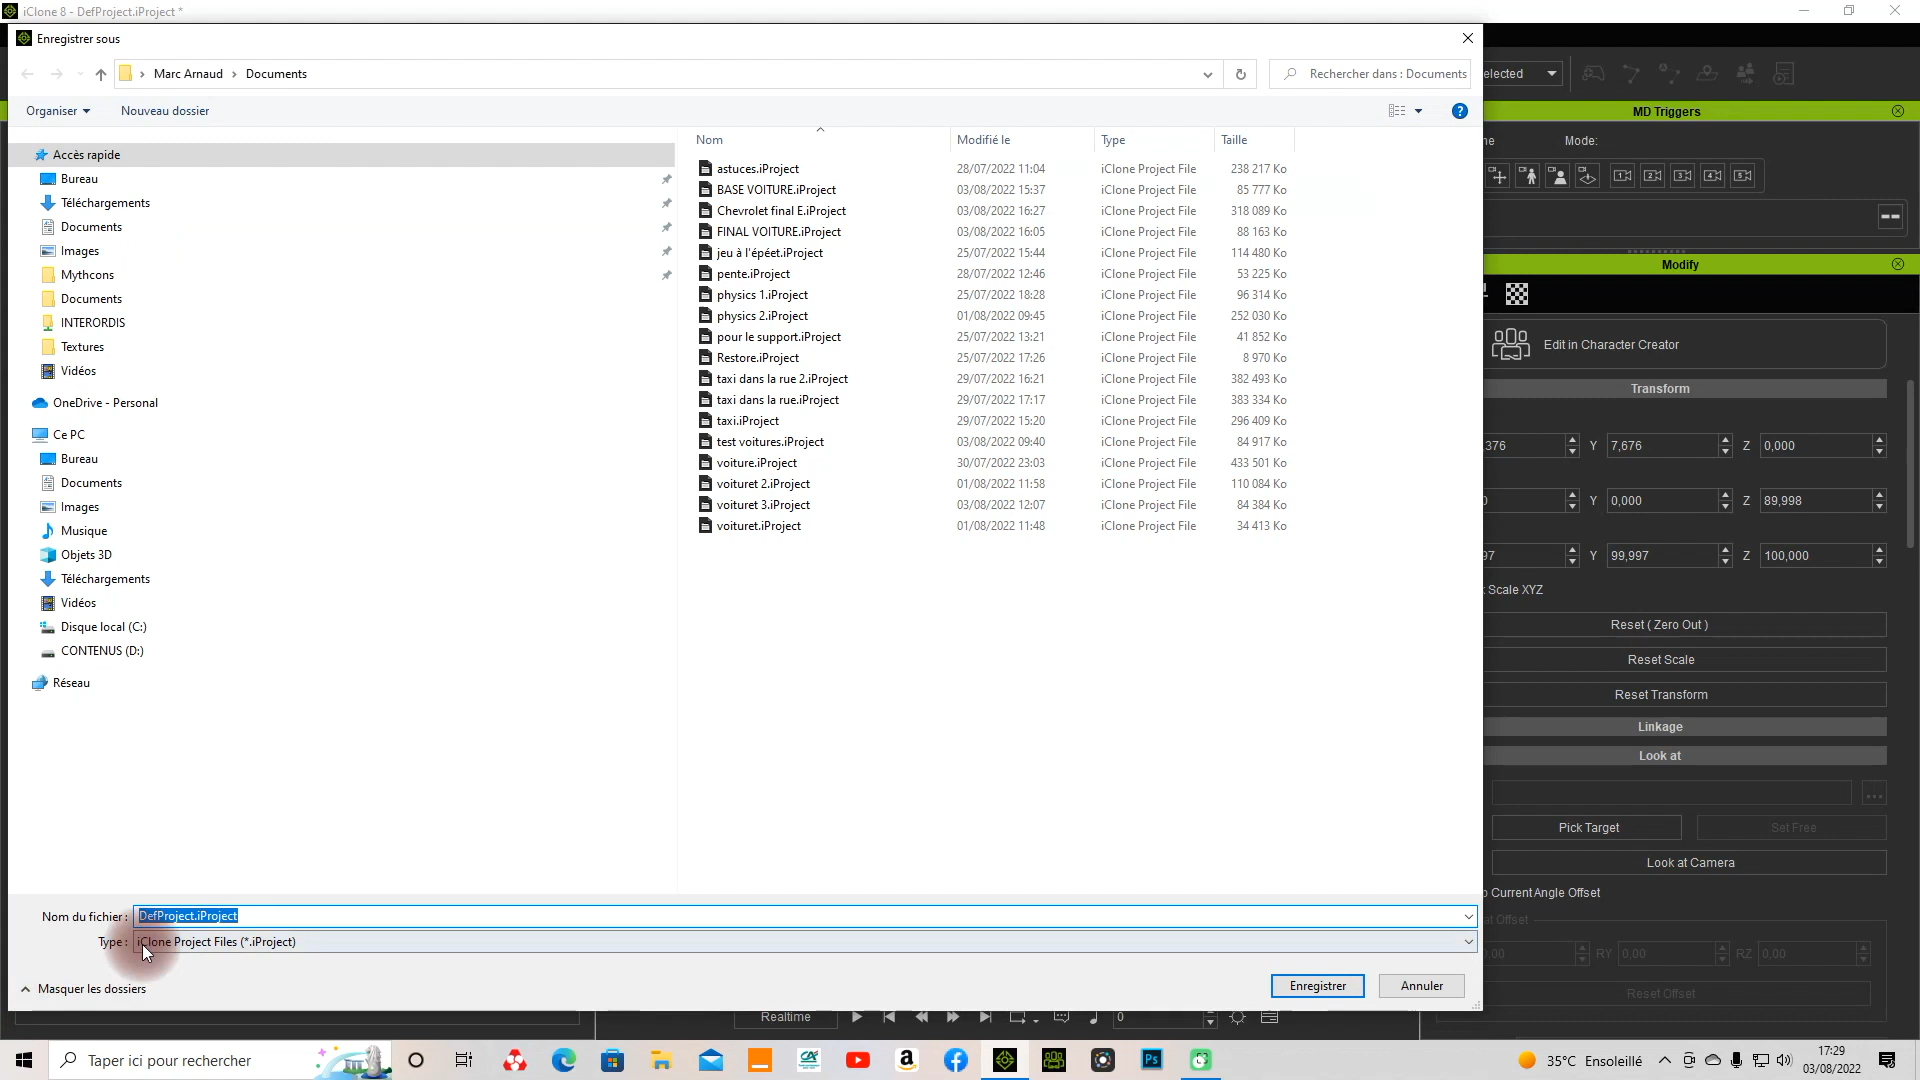 iClone 8 - DefProject.iProject *
Enregistrer sous
Marc Arnaud
Documents
Rechercher dans : Documents
elected
Organiser
Nouveau dossier
MD Triggers
Nom
Modifié le
Type
Taille
Mode:
Accès rapide
Bureau
Téléchargements
Documents
Images
Mythcons
Documents
INTERORDIS
Textures
Vidéos
OneDrive - Personal
Ce PC
Bureau
Documents
Images
Musique
Objets 3D
Téléchargements
Vidéos
Disque local (C:)
CONTENUS (D:)
Réseau
astuces.iProject 28/07/2022 11:04 iClone Project File 238 217 Ko
BASE VOITURE.iProject 03/08/2022 15:37 iClone Project File 85 777 Ko
Chevrolet final E.iProject 03/08/2022 16:27 iClone Project File 318 089 Ko
FINAL VOITURE.iProject 03/08/2022 16:05 iClone Project File 88 163 Ko
jeu à l'épéet.iProject 25/07/2022 15:44 iClone Project File 114 480 Ko
pente.iProject 28/07/2022 12:46 iClone Project File 53 225 Ko
physics 1.iProject 25/07/2022 18:28 iClone Project File 96 314 Ko
physics 2.iProject 01/08/2022 09:45 iClone Project File 252 030 Ko
pour le support.iProject 25/07/2022 13:21 iClone Project File 41 852 Ko
Restore.iProject 25/07/2022 17:26 iClone Project File 8 970 Ko
taxi dans la rue 2.iProject 29/07/2022 16:21 iClone Project File 382 493 Ko
taxi dans la rue.iProject 29/07/2022 17:17 iClone Project File 383 334 Ko
taxi.iProject 29/07/2022 15:20 iClone Project File 296 409 Ko
test voitures.iProject 03/08/2022 09:40 iClone Project File 84 917 Ko
voiture.iProject 30/07/2022 23:03 iClone Project File 433 501 Ko
voituret 2.iProject 01/08/2022 11:58 iClone Project File 110 084 Ko
voituret 3.iProject 03/08/2022 12:07 iClone Project File 84 384 Ko
voituret.iProject 01/08/2022 11:48 iClone Project File 34 413 Ko
Modify
Edit in Character Creator
Transform
376 Y 7,676 Z 0,000
0 Y 0,000 Z 89,998
97 Y 99,997 Z 100,000
Scale XYZ
Reset ( Zero Out )
Reset Scale
Reset Transform
Linkage
Look at
...
Pick Target
Set Free
Look at Camera
Current Angle Offset
at Offset
0,00 RY 0,00 RZ 0,00
Reset Offset
Nom du fichier : DefProject.iProject
Type : iClone Project Files (*.iProject)
Masquer les dossiers
Enregistrer
Annuler
Realtime
0
Taper ici pour rechercher
35°C Ensoleillé
17:29
03/08/2022